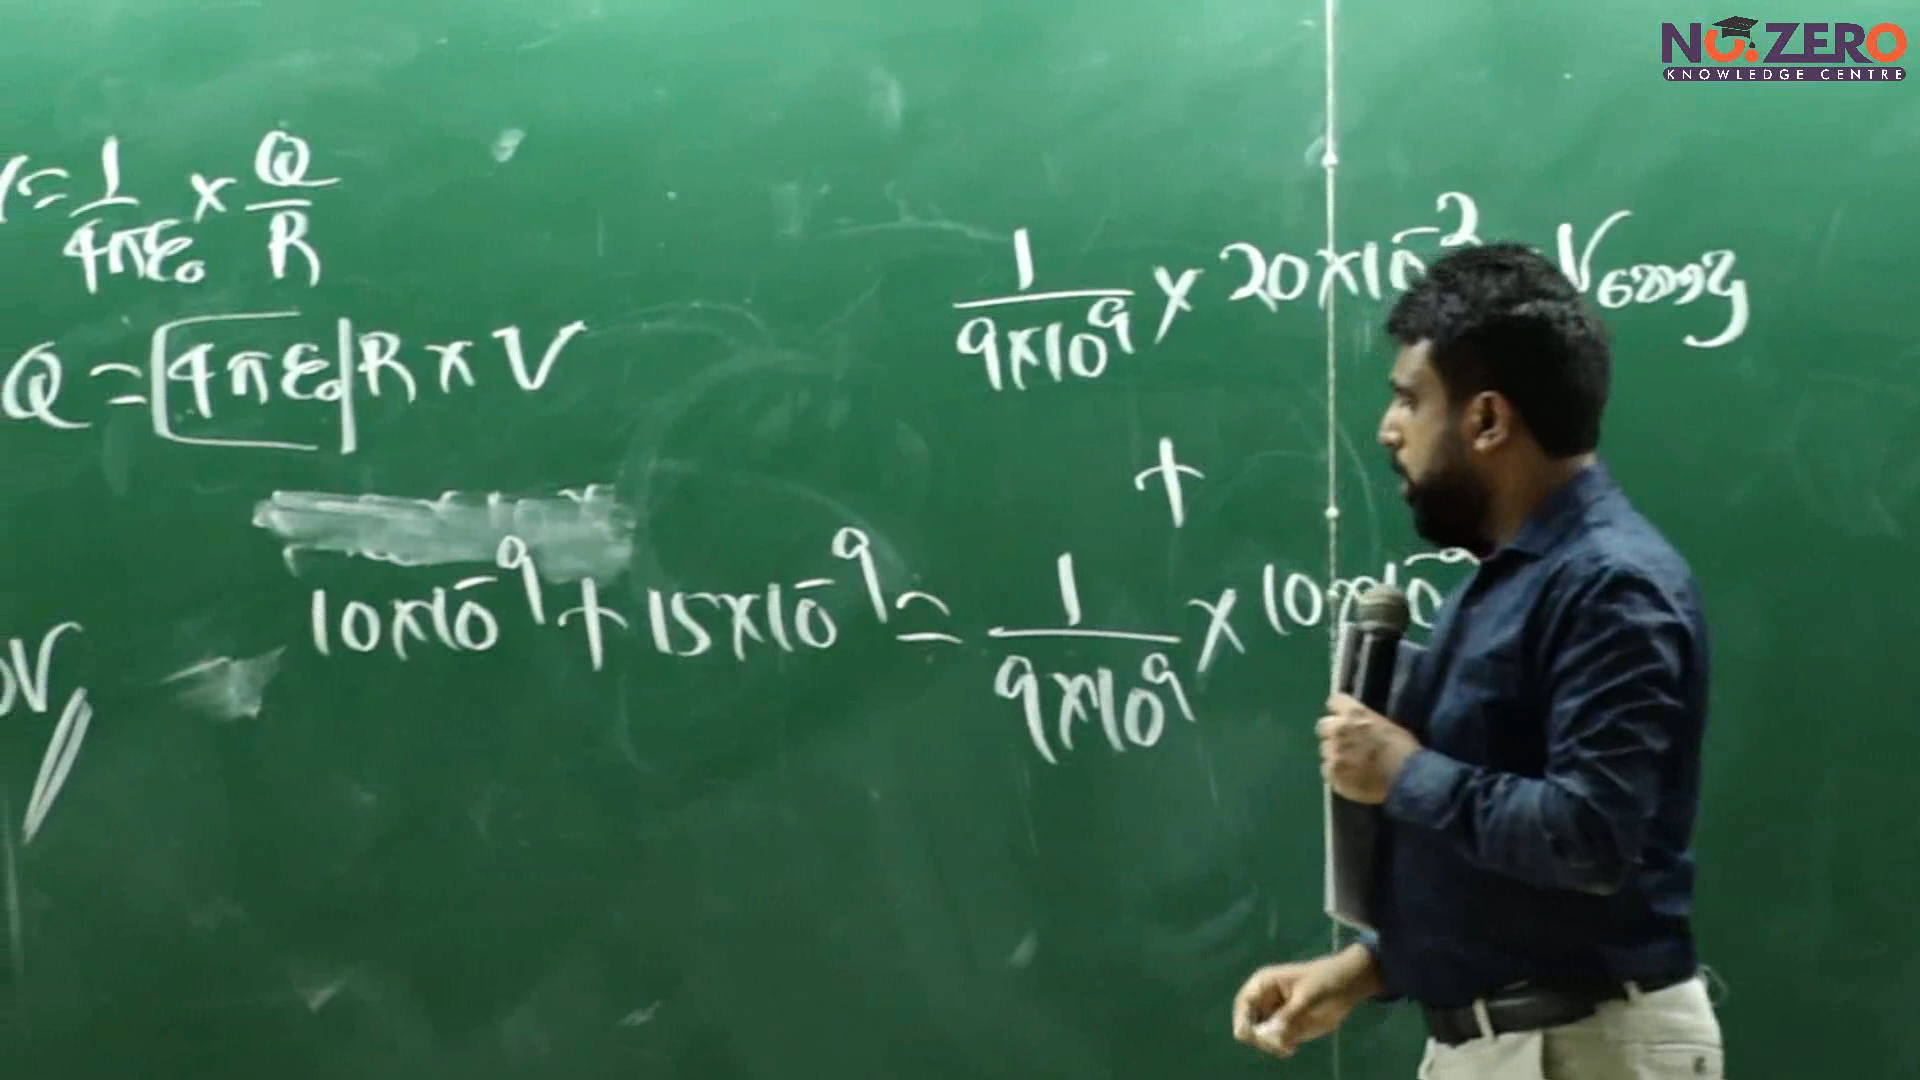 NO.ZERO
KNOWLEDGE CENTRE
V = 1/4πε₀ × Q/R
Q = 4πε₀ R × V
1/9×10⁹ × 20×10⁻² V පොදු
+
10×10⁻⁹ + 15×10⁻⁹ = 1/9×10⁹ × 10×10⁻
V